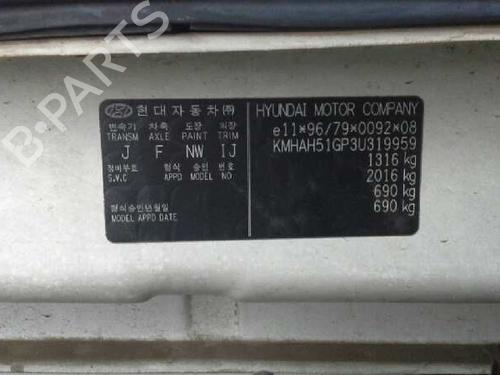 현대자동차㈜
변속기 차축 도장 외장
TRANSM AXLE PAINT TRIM
J F NW IJ
정비부호 형식 승인 번호
S.V.C APPD MODEL NO.
형식승인년월일
MODEL APPD DATE
HYUNDAI MOTOR COMPANY
e11*96/79*0092*08
KMHAH51GP3U319959
1316 kg
2016 kg
690 kg
690 kg
B-PARTS